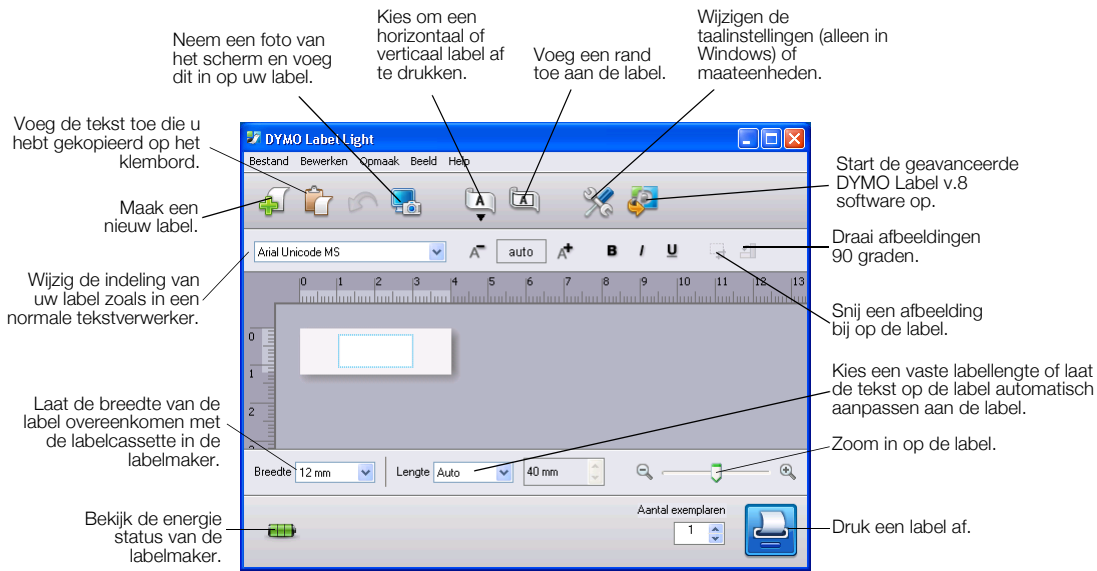 Kies om een
horizontaal of
verticaal label af
te drukken.
Wijzigen de
taalinstellingen (alleen in
Windows) of
maateenheden.
Neem een foto van
het scherm en voeg
dit in op uw label.
Voeg een rand
toe aan de label.
Voeg de tekst toe die u
hebt gekopieerd op het
klembord.
Maak een
nieuw label.
Wijzig de indeling van
uw label zoals in een
normale tekstverwerker.
Laat de breedte van de
label overeenkomen met
de labelcassette in de
labelmaker.
Bekijk de energie
status van de
labelmaker.
DYMO Label Light
Bestand Bewerken Opmaak Beeld Help
A A
Arial Unicode MS A auto A B I U
0 1 2 3 4 5 6 7 8 9 10 11 12 13
0
1
2
Breedte 12 mm Lengte Auto 40 mm
Aantal exemplaren
1
Start de geavanceerde
DYMO Label v.8
software op.
Draai afbeeldingen
90 graden.
Snij een afbeelding
bij op de label.
Kies een vaste labellengte of laat
de tekst op de label automatisch
aanpassen aan de label.
Zoom in op de label.
Druk een label af.